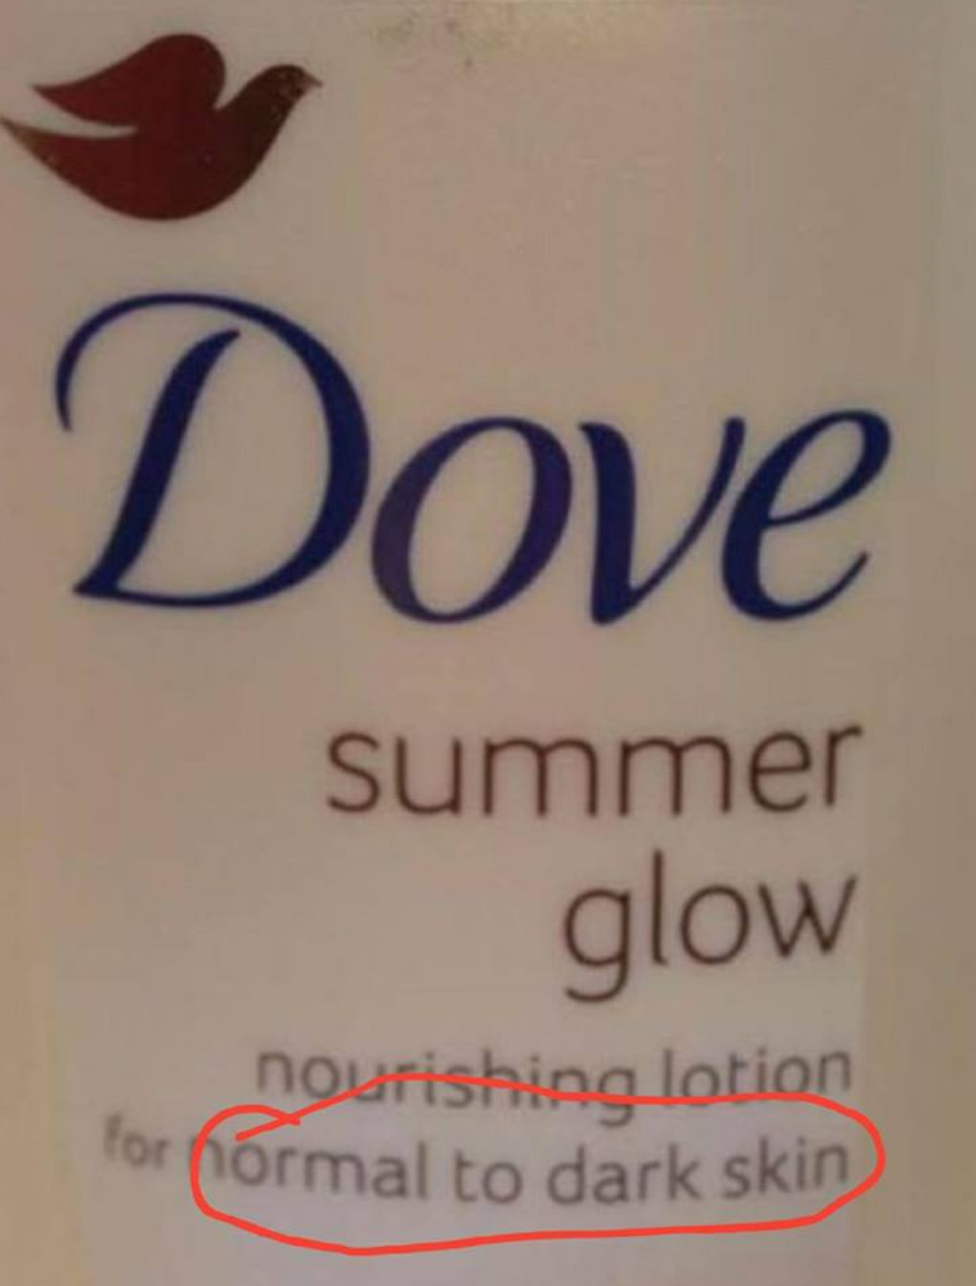 Dove
summer
glow
nourishing lotion
for normal to dark skin